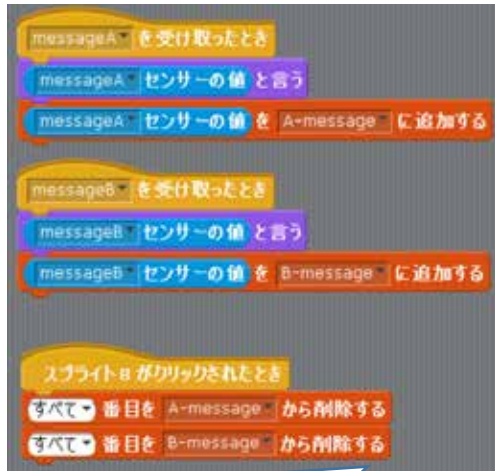 messageA を受け取ったとき
messageA センサーの値 と言う
messageA センサーの値 を A-message に追加する
messageB を受け取ったとき
messageB センサーの値 と言う
messageB センサーの値 を B-message に追加する
スプライト8 がクリックされたとき
すべて 番目を A-message から削除する
すべて 番目を B-message から削除する